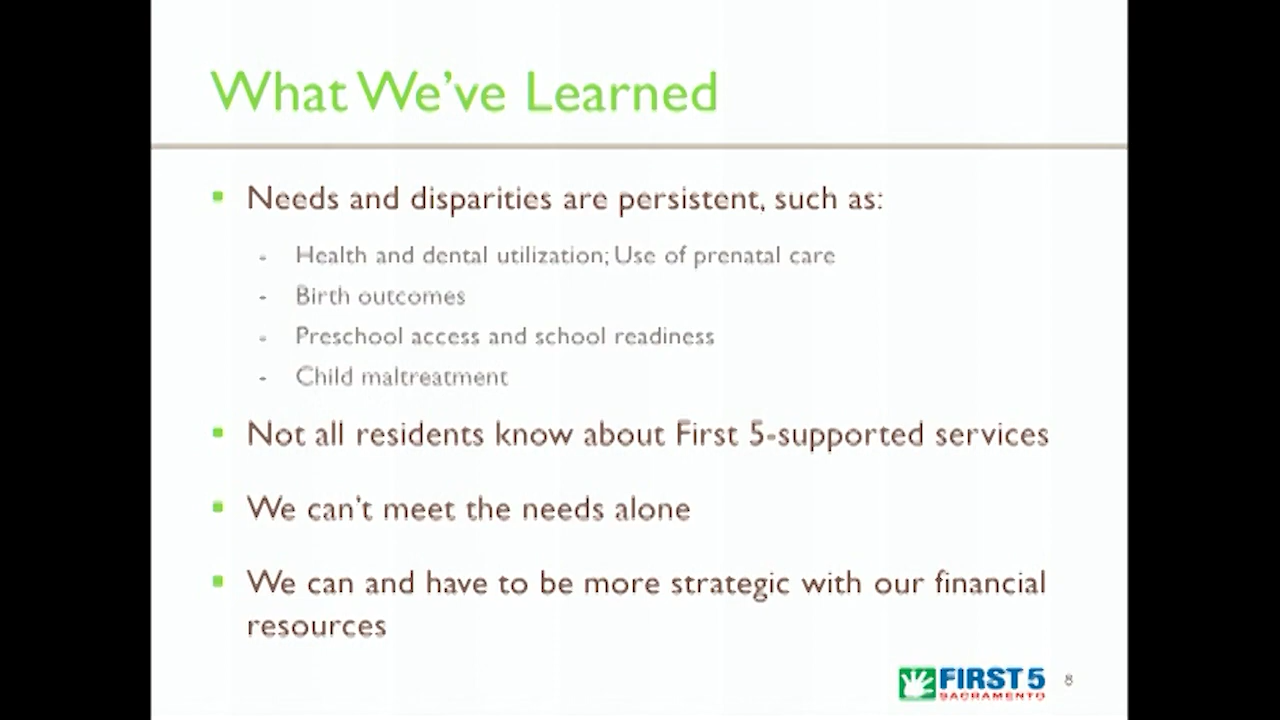 What We've Learned
▪ Needs and disparities are persistent, such as:
- Health and dental utilization; Use of prenatal care
- Birth outcomes
- Preschool access and school readiness
- Child maltreatment
▪ Not all residents know about First 5-supported services
▪ We can't meet the needs alone
▪ We can and have to be more strategic with our financial
resources
FIRST 5
SACRAMENTO
8